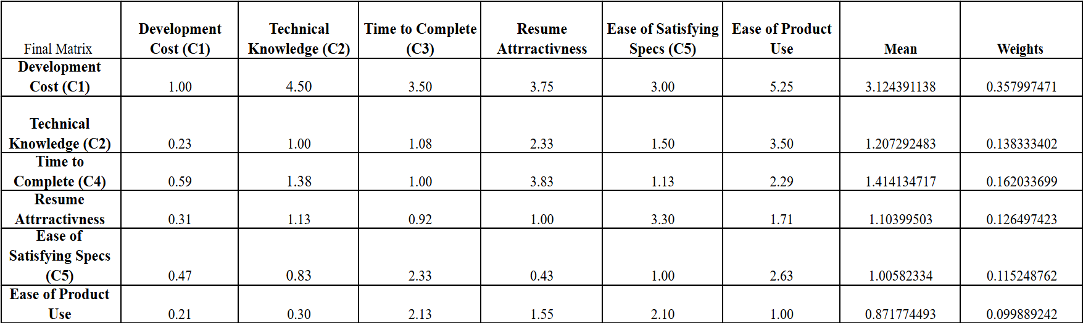 Final Matrix	Development Cost (C1)	Technical Knowledge (C2)	Time to Complete (C3)	Resume Attrractivness	Ease of Satisfying Specs (C5)	Ease of Product Use	Mean	Weights
Development Cost (C1)	1.00	4.50	3.50	3.75	3.00	5.25	3.124391138	0.357997471
Technical Knowledge (C2)	0.23	1.00	1.08	2.33	1.50	3.50	1.207292483	0.138333402
Time to Complete (C4)	0.59	1.38	1.00	3.83	1.13	2.29	1.414134717	0.162033699
Resume Attrractivness	0.31	1.13	0.92	1.00	3.30	1.71	1.10399503	0.126497423
Ease of Satisfying Specs (C5)	0.47	0.83	2.33	0.43	1.00	2.63	1.00582334	0.115248762
Ease of Product Use	0.21	0.30	2.13	1.55	2.10	1.00	0.871774493	0.099889242